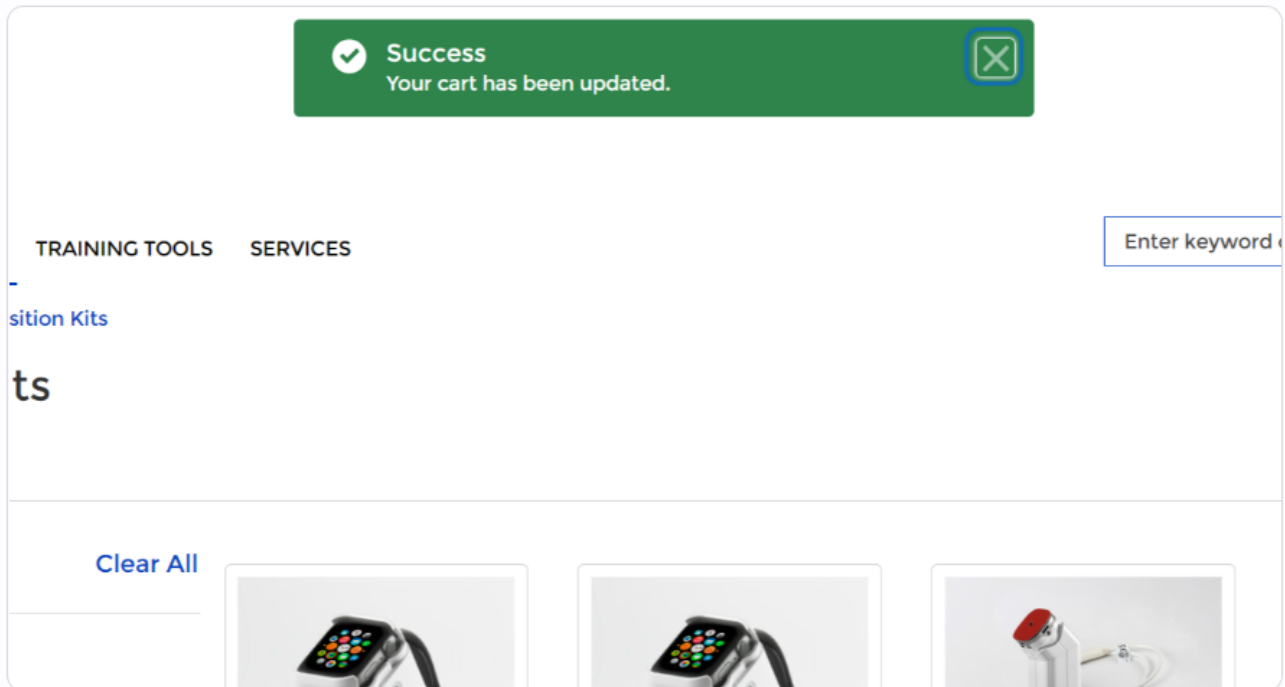 Success
Your cart has been updated.
TRAINING TOOLS SERVICES
Enter keyword
sition Kits
ts
Clear All